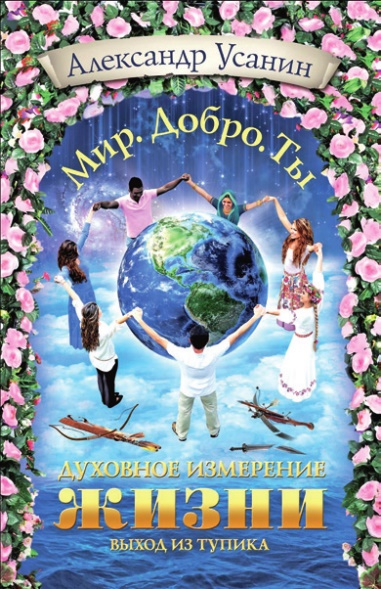 Александр Усанин
Мир. Добро. Ты
ДУХОВНОЕ ИЗМЕРЕНИЕ
ЖИЗНИ
ВЫХОД ИЗ ТУПИКА